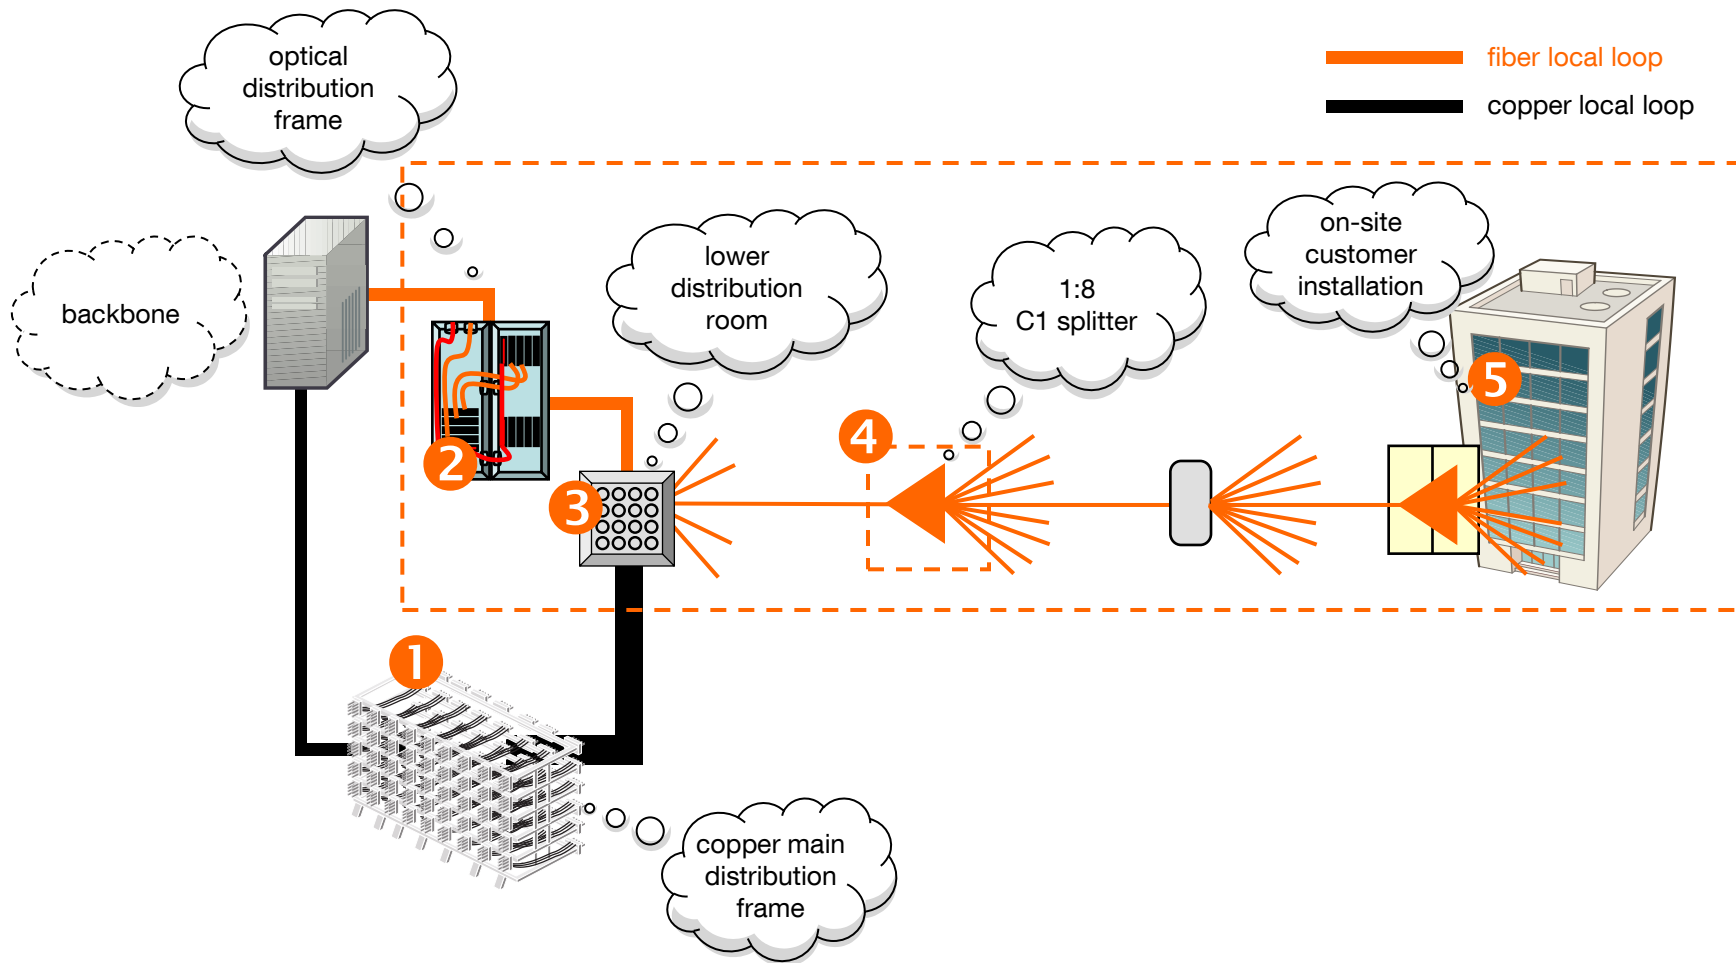 optical
distribution
frame
fiber local loop
copper local loop
backbone
lower
distribution
room
1:8
C1 splitter
on-site
customer
installation
5
4
2
3
1
copper main
distribution
frame